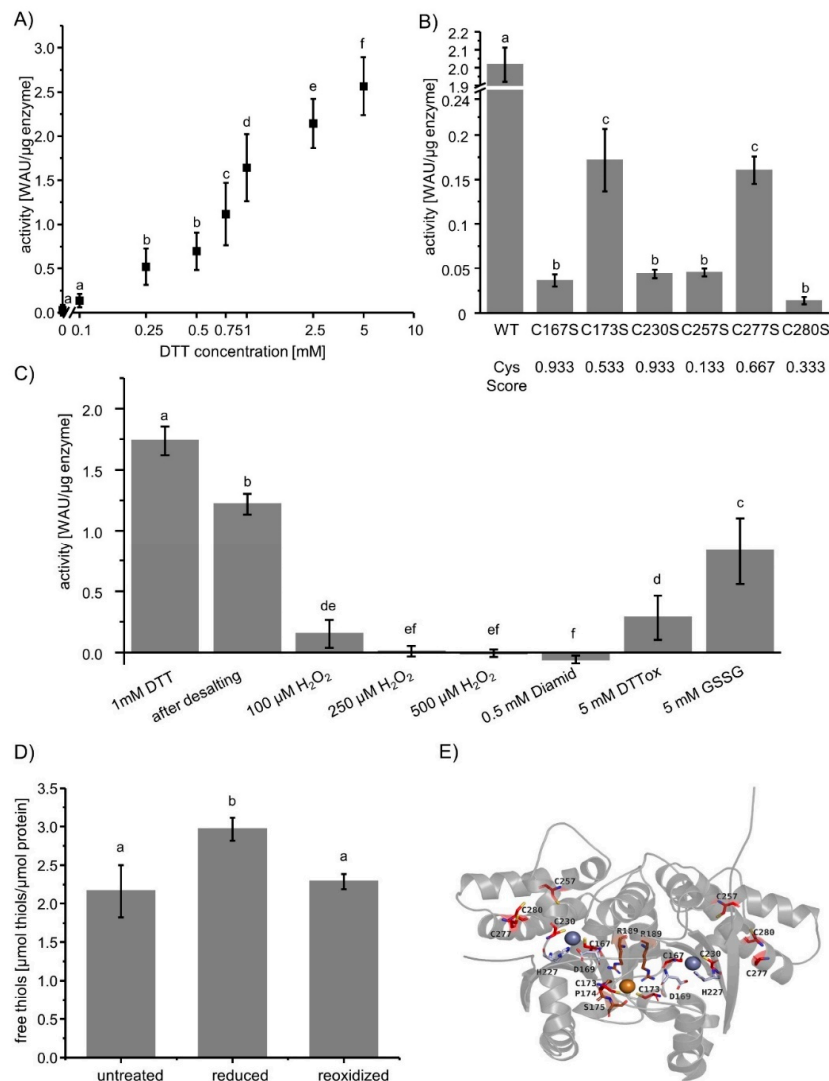 A)
f
e
d
c
b
b
a
a
3.0
2.5
2.0
1.5
1.0
0.5
0.0
activity [WAU/µg enzyme]
0 0.1 0.25 0.5 0.75 1 2.5 5 10
DTT concentration [mM]
B)
a
c
c
b
b
b
b
2.2
2.1
2.0
1.9
0.24
0.2
0.15
0.1
0.05
0
activity [WAU/µg enzyme]
WT C167S C173S C230S C257S C277S C280S
Cys Score 0.933 0.533 0.933 0.133 0.667 0.333
C)
a
b
c
d
de
ef
ef
f
2.0
1.5
1.0
0.5
0.0
activity [WAU/µg enzyme]
1mM DTT
after desalting
100 µM H₂O₂
250 µM H₂O₂
500 µM H₂O₂
0.5 mM Diamid
5 mM DTTox
5 mM GSSG
D)
a
b
a
3.5
3.0
2.5
2.0
1.5
1.0
0.5
0.0
free thiols [µmol thiols/µmol protein]
untreated reduced reoxidized
E)
C257
C257
C280
C277
C230
C167
R189 R189
C167
C230
C280
C277
H227
D169
C173
P174
S175
C173
D169
H227